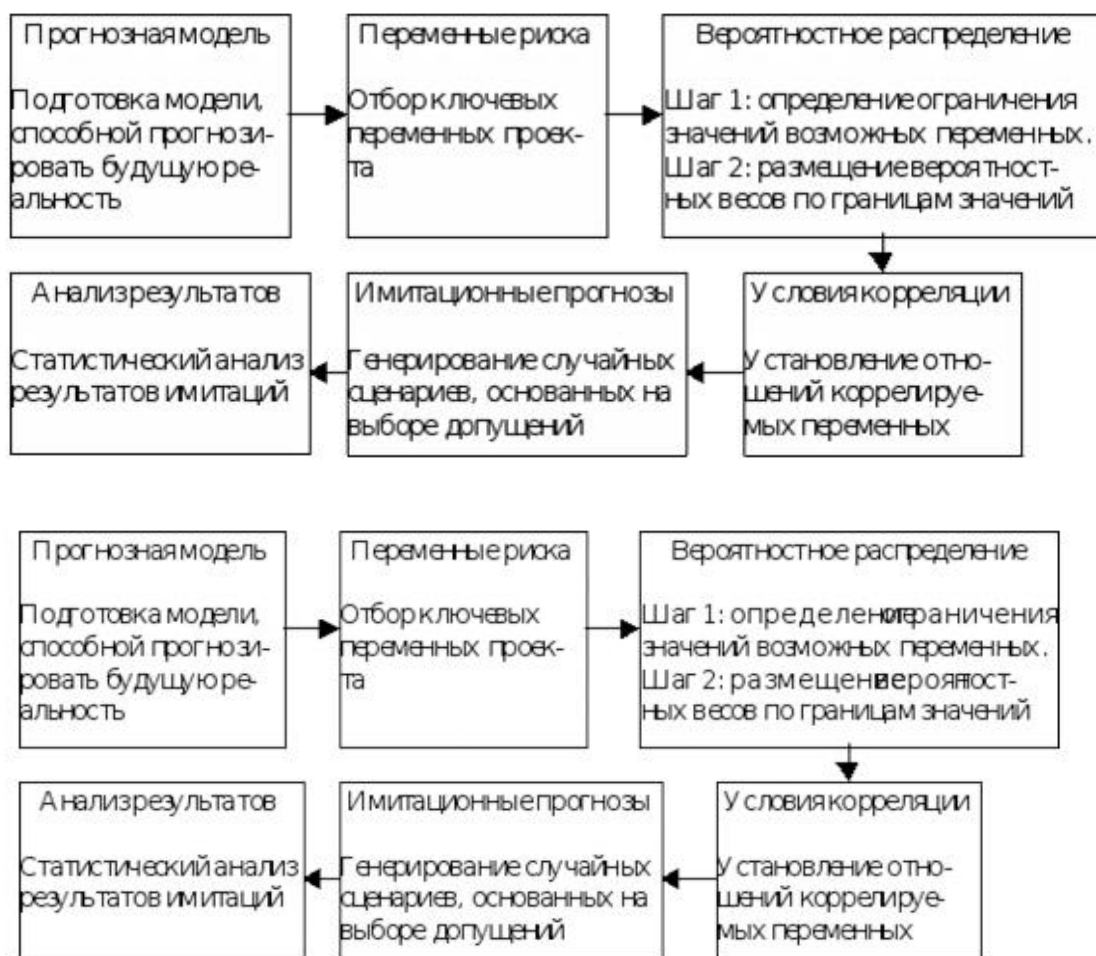 Прогнозная модель
Подготовка модели,
способной прогнози-
ровать будущую ре-
альность
Переменные риска
Отбор ключевых
переменных проек-
та
Вероятностное распределение
Шаг 1: определение ограничения
значений возможных переменных.
Шаг 2: размещение вероятност-
ных весов по границам значений
Условия корреляции
Установление отно-
шений коррелируе-
мых переменных
Имитационные прогнозы
Генерирование случайных
сценариев, основанных на
выборе допущений
Анализ результатов
Статистический анализ
результатов имитаций
Прогнозная модель
Подготовка модели,
способной прогнози-
ровать будущую ре-
альность
Переменные риска
Отбор ключевых
переменных проек-
та
Вероятностное распределение
Шаг 1: определение ограничения
значений возможных переменных.
Шаг 2: размещение вероятност-
ных весов по границам значений
Условия корреляции
Установление отно-
шений коррелируе-
мых переменных
Имитационные прогнозы
Генерирование случайных
сценариев, основанных на
выборе допущений
Анализ результатов
Статистический анализ
результатов имитаций